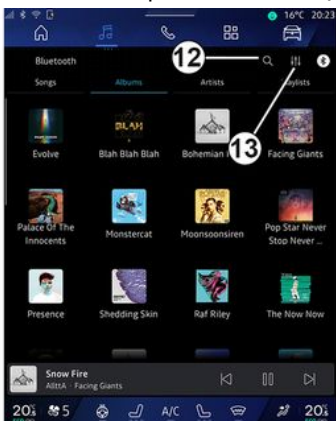 16°C 20:23
Bluetooth
12
13
Songs Albums Artists
Evolve Blah Blah Blah Bohemian Facing Giants
Palace Of The Innocents
Monstercat Moonsoonsiren
Pop Star Never Stop Never ...
Presence Shedding Skin Raf Riley The Now Now
Snow Fire
AllttA · Facing Giants
20 5 A/C 20